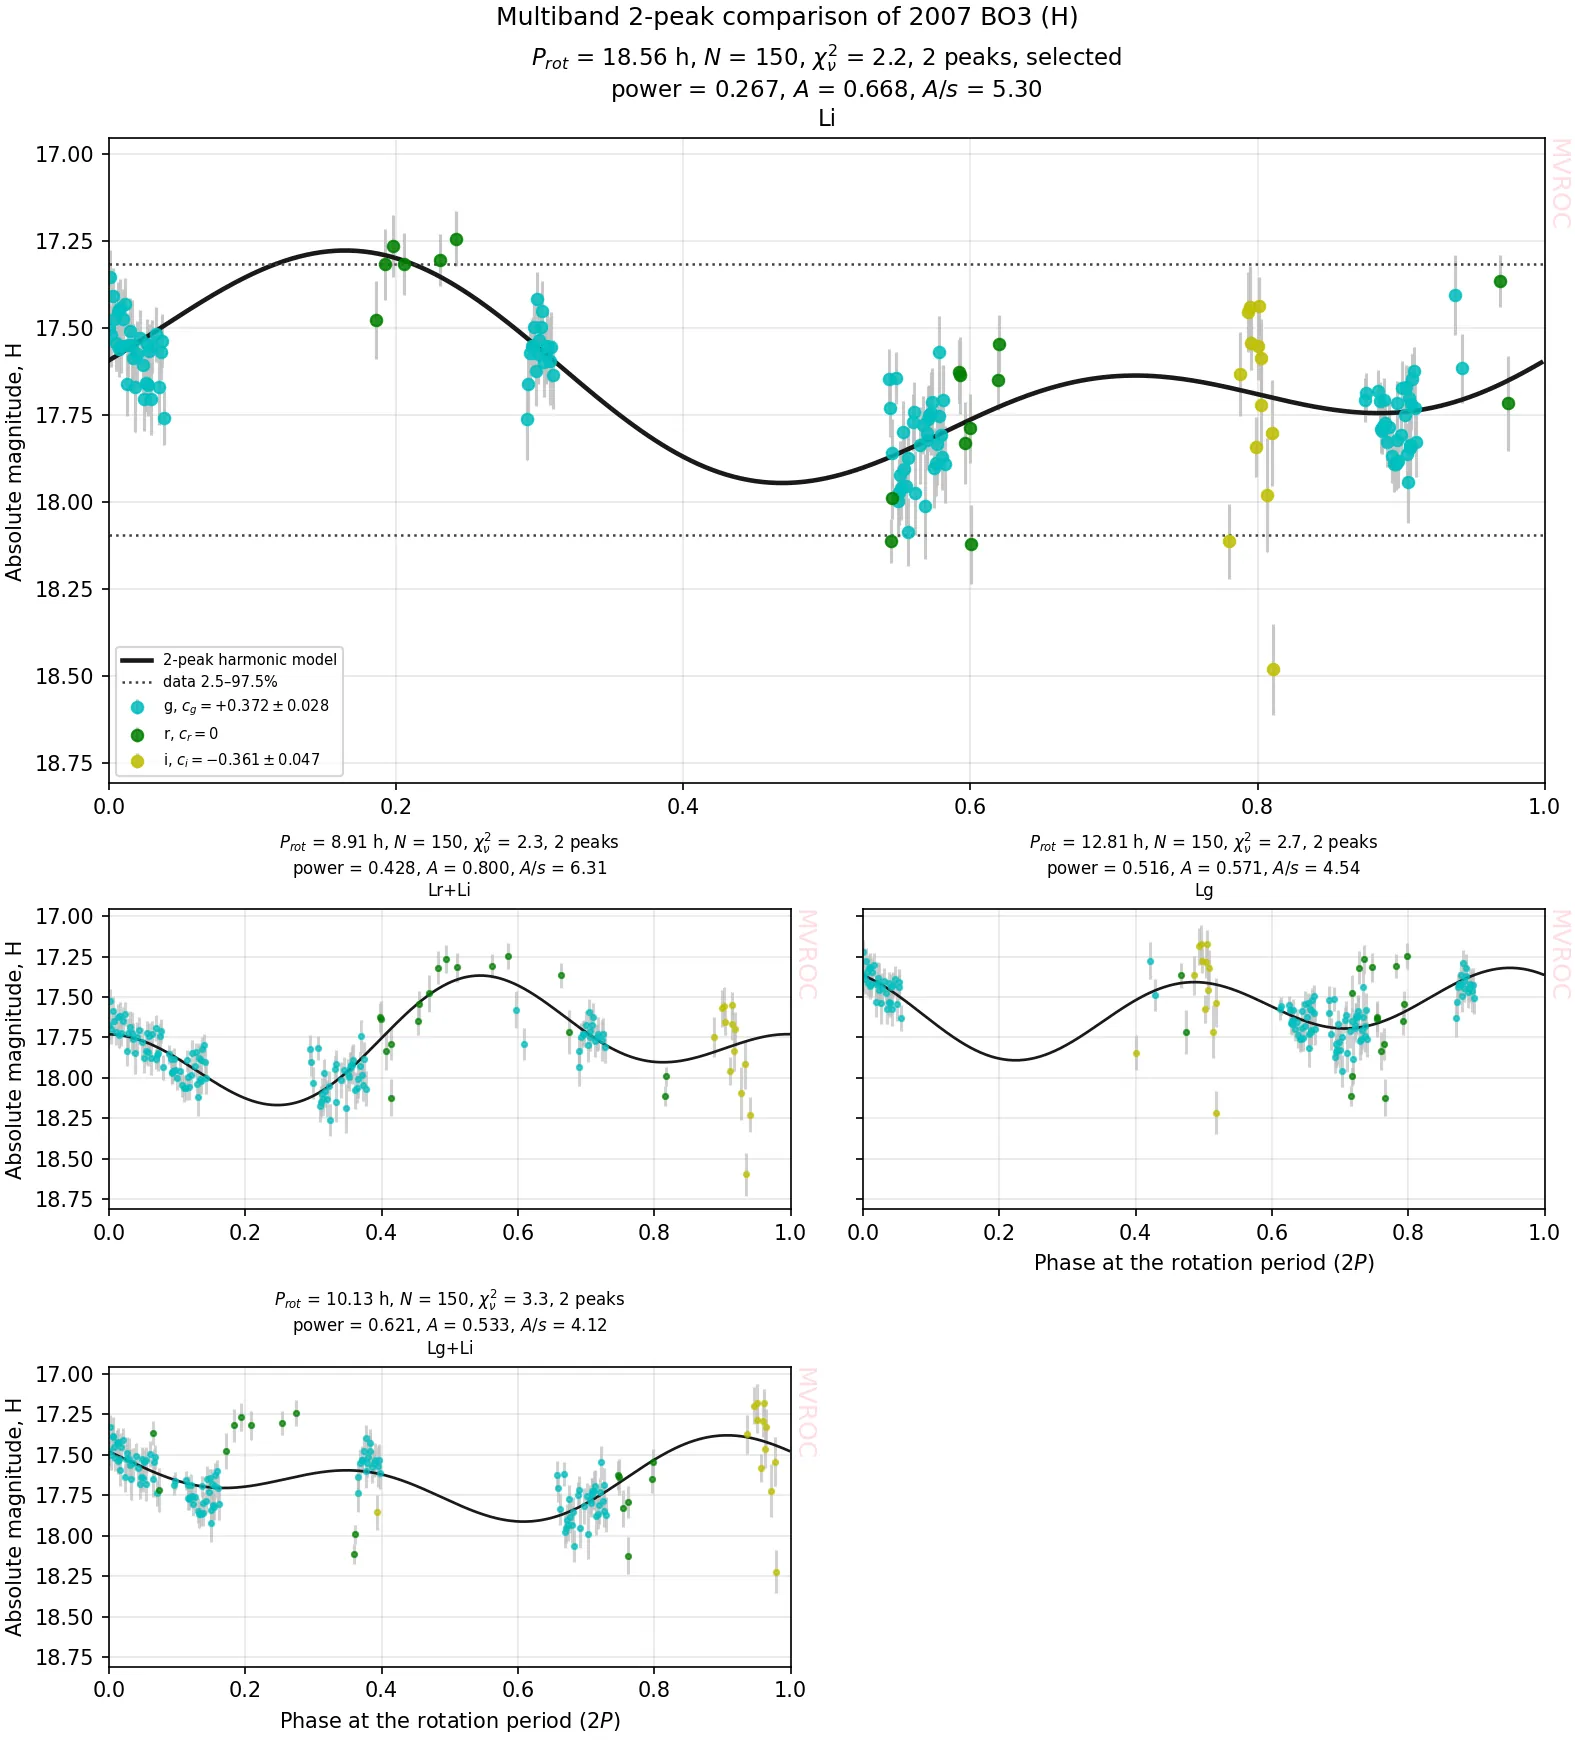 Multiband 2-peak comparison of 2007 BO3 (H)
P_rot = 18.56 h, N = 150, χ²_ν = 2.2, 2 peaks, selected
power = 0.267, A = 0.668, A/s = 5.30
Li
17.00
17.25
17.50
17.75
18.00
18.25
18.50
18.75
Absolute magnitude, H
2-peak harmonic model
data 2.5–97.5%
g, c_g = +0.372 ± 0.028
r, c_r = 0
i, c_i = −0.361 ± 0.047
0.0 0.2 0.4 0.6 0.8 1.0
MVROC
P_rot = 8.91 h, N = 150, χ²_ν = 2.3, 2 peaks
power = 0.428, A = 0.800, A/s = 6.31
Lr+Li
17.00
17.25
17.50
17.75
18.00
18.25
18.50
18.75
Absolute magnitude, H
0.0 0.2 0.4 0.6 0.8 1.0
MVROC
P_rot = 12.81 h, N = 150, χ²_ν = 2.7, 2 peaks
power = 0.516, A = 0.571, A/s = 4.54
Lg
0.0 0.2 0.4 0.6 0.8 1.0
Phase at the rotation period (2P)
MVROC
P_rot = 10.13 h, N = 150, χ²_ν = 3.3, 2 peaks
power = 0.621, A = 0.533, A/s = 4.12
Lg+Li
17.00
17.25
17.50
17.75
18.00
18.25
18.50
18.75
Absolute magnitude, H
0.0 0.2 0.4 0.6 0.8 1.0
Phase at the rotation period (2P)
MVROC